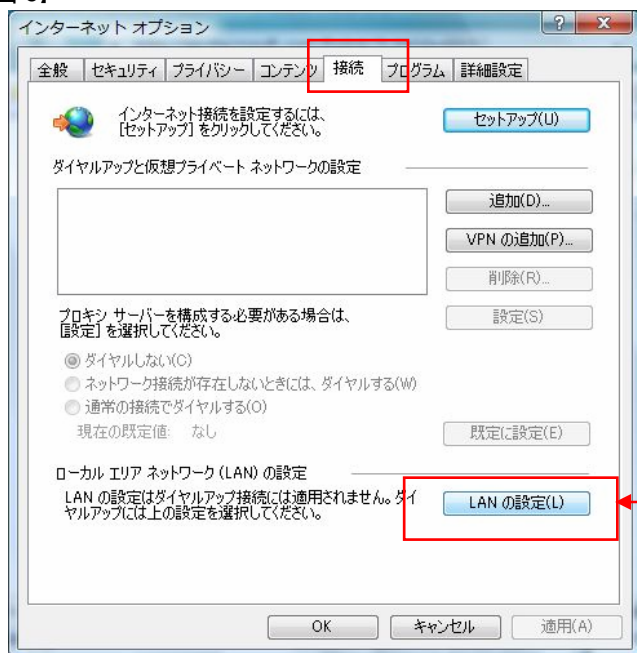 インターネット オプション
全般 セキュリティ プライバシー コンテンツ 接続 プログラム 詳細設定
インターネット接続を設定するには、
[セットアップ] をクリックしてください。
セットアップ(U)
ダイヤルアップと仮想プライベート ネットワークの設定
追加(D)...
VPN の追加(P)...
削除(R)...
プロキシ サーバーを構成する必要がある場合は、
[設定] を選択してください。
設定(S)
ダイヤルしない(C)
ネットワーク接続が存在しないときには、ダイヤルする(W)
通常の接続でダイヤルする(O)
現在の既定値: なし
既定に設定(E)
ローカル エリア ネットワーク (LAN) の設定
LAN の設定はダイヤルアップ接続には適用されません。ダイ
ヤルアップには上の設定を選択してください。
LAN の設定(L)
OK キャンセル 適用(A)